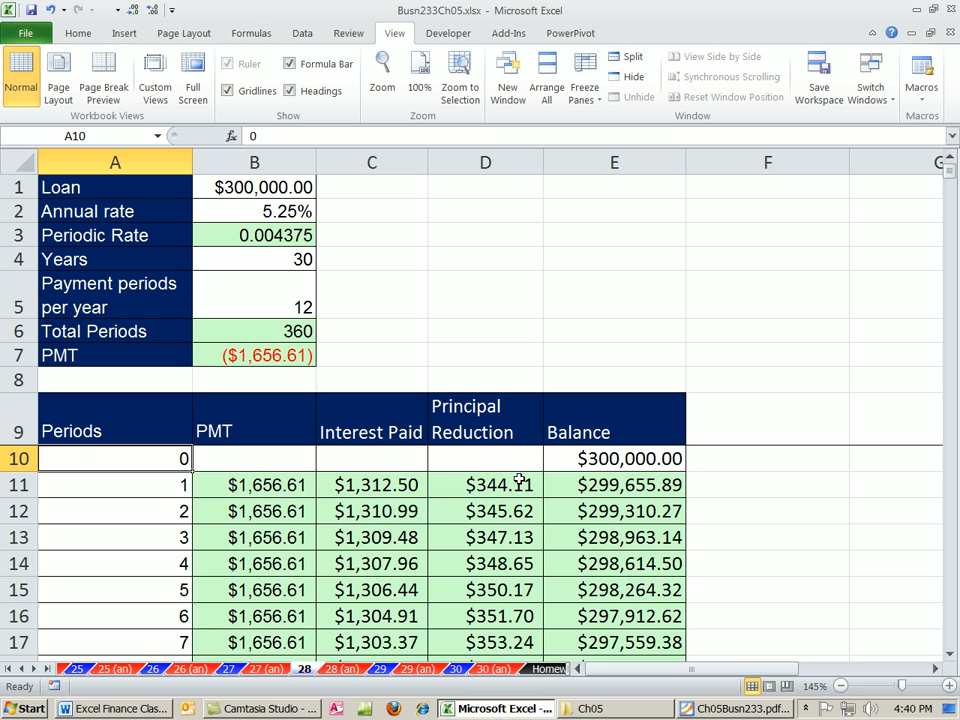 Busn233Ch05.xlsx - Microsoft Excel
File Home Insert Page Layout Formulas Data Review View Developer Add-Ins PowerPivot
Normal
Page Layout
Page Break Preview
Custom Views
Full Screen
Workbook Views
Ruler
Formula Bar
Gridlines
Headings
Show
Zoom
100%
Zoom to Selection
Zoom
New Window
Arrange All
Freeze Panes
Split
Hide
Unhide
View Side by Side
Synchronous Scrolling
Reset Window Position
Window
Save Workspace
Switch Windows
Macros
Macros
A10 fx 0
A B C D E F G
1 Loan $300,000.00
2 Annual rate 5.25%
3 Periodic Rate 0.004375
4 Years 30
Payment periods
5 per year 12
6 Total Periods 360
7 PMT ($1,656.61)
8
Principal
9 Periods PMT Interest Paid Reduction Balance
10 0 $300,000.00
11 1 $1,656.61 $1,312.50 $344.11 $299,655.89
12 2 $1,656.61 $1,310.99 $345.62 $299,310.27
13 3 $1,656.61 $1,309.48 $347.13 $298,963.14
14 4 $1,656.61 $1,307.96 $348.65 $298,614.50
15 5 $1,656.61 $1,306.44 $350.17 $298,264.32
16 6 $1,656.61 $1,304.91 $351.70 $297,912.62
17 7 $1,656.61 $1,303.37 $353.24 $297,559.38
25 25 (an) 26 26 (an) 27 27 (an) 28 28 (an) 29 29 (an) 30 30 (an) Homew
Ready 145%
Start Excel Finance Clas... Camtasia Studio - ... Microsoft Excel -... Ch05 Ch05Busn233.pdf... 4:40 PM